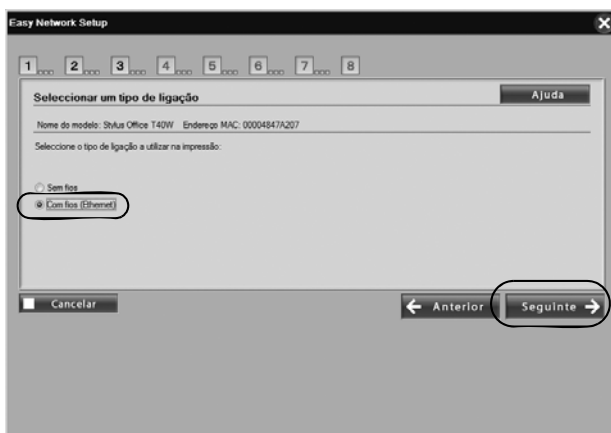 Easy Network Setup
1 2 3 4 5 6 7 8
Seleccionar um tipo de ligação
Ajuda
Nome do modelo: Stylus Office T40W Endereço MAC: 00004847A207
Seleccione o tipo de ligação a utilizar na impressão:
Sem fios
Com fios (Ethernet)
Cancelar
Anterior
Seguinte